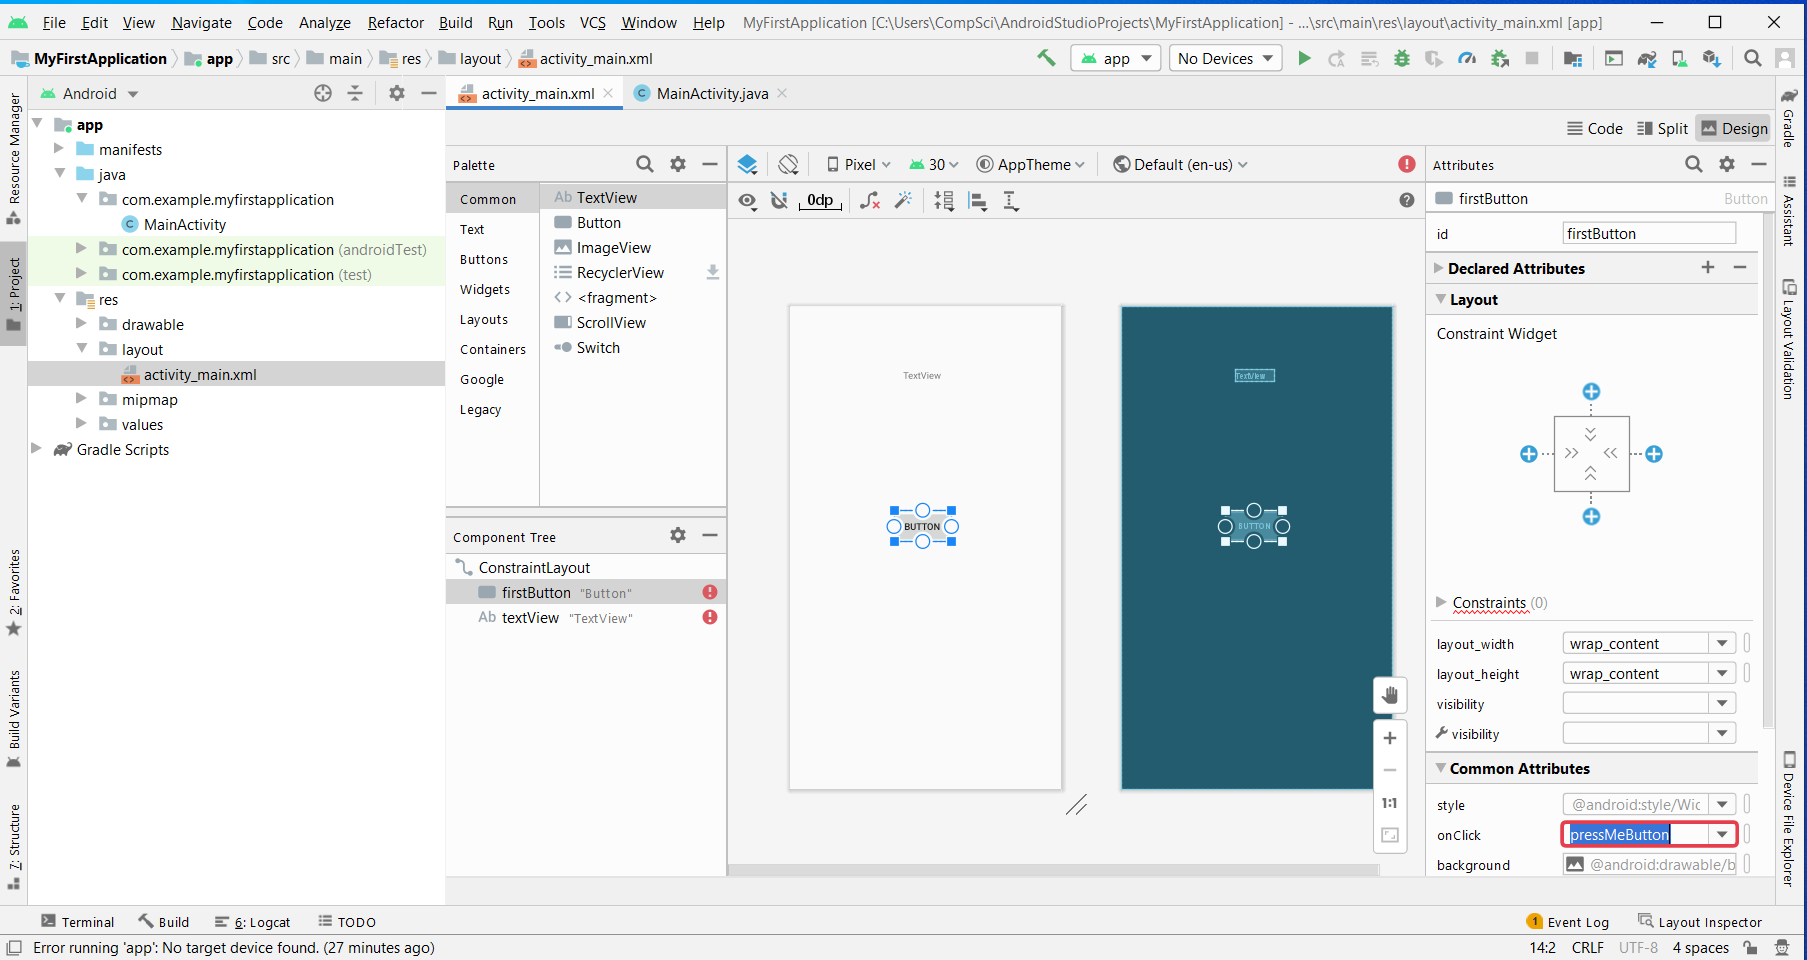 File Edit View Navigate Code Analyze Refactor Build Run Tools VCS Window Help MyFirstApplication [C:\Users\CompSci\AndroidStudioProjects\MyFirstApplication] - ...\src\main\res\layout\activity_main.xml [app]
MyFirstApplication app src main res layout activity_main.xml app No Devices
Android
activity_main.xml MainActivity.java
Code Split Design
Resource Manager
1: Project
2: Favorites
Build Variants
7: Structure
app
manifests
java
com.example.myfirstapplication
MainActivity
com.example.myfirstapplication (androidTest)
com.example.myfirstapplication (test)
res
drawable
layout
activity_main.xml
mipmap
values
Gradle Scripts
Palette
Common
Text
Buttons
Widgets
Layouts
Containers
Google
Legacy
Ab TextView
Button
ImageView
RecyclerView
<fragment>
ScrollView
Switch
Component Tree
ConstraintLayout
firstButton "Button"
Ab textView "TextView"
Pixel 30 AppTheme Default (en-us)
0dp
TextView
BUTTON
TextView
BUTTON
1:1
Attributes
firstButton Button
id firstButton
Declared Attributes
Layout
Constraint Widget
Constraints (0)
layout_width wrap_content
layout_height wrap_content
visibility
visibility
Common Attributes
style @android:style/Wic
onClick pressMeButton
background @android:drawable/b
Gradle
Assistant
Layout Validation
Device File Explorer
Terminal Build 6: Logcat TODO 1 Event Log Layout Inspector
Error running 'app': No target device found. (27 minutes ago) 14:2 CRLF UTF-8 4 spaces